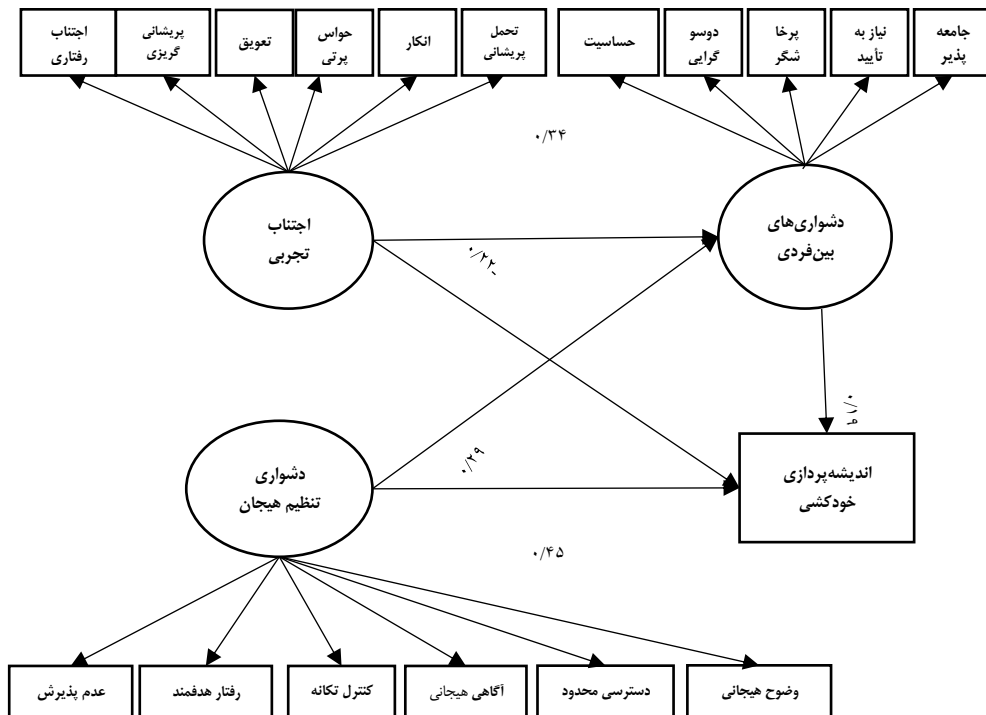 جامعه
پذیر
نیاز به
تأیید
پرخا
شگر
دوسو
گرایی
حساسیت
تحمل
پریشانی
انکار
حواس
پرتی
تعویق
پریشانی
گریزی
اجتناب
رفتاری
۰/۳۴
دشواری‌های
بین‌فردی
اجتناب
تجربی
۰/۲۲-
۰/۱۹
اندیشه‌پردازی
خودکشی
دشواری
تنظیم هیجان
۰/۲۹
۰/۴۵
وضوح هیجانی
دسترسی محدود
آگاهی هیجانی
کنترل تکانه
رفتار هدفمند
عدم پذیرش